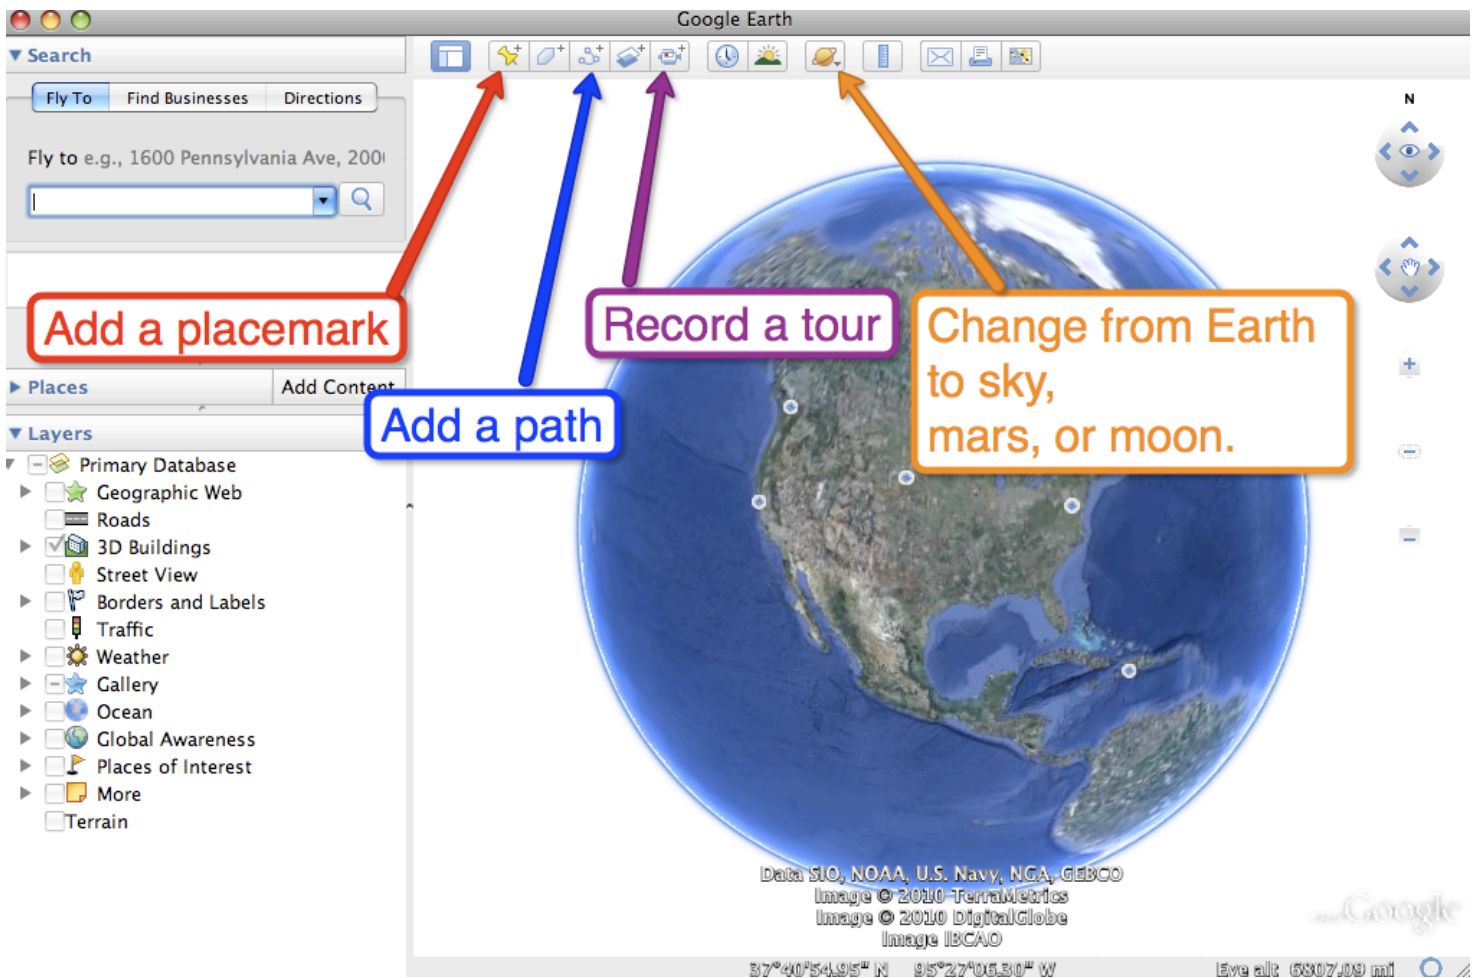 Google Earth
Search
Fly To
Find Businesses
Directions
Fly to e.g., 1600 Pennsylvania Ave, 200
Add a placemark
Record a tour
Change from Earth
to sky,
mars, or moon.
Places
Add Content
Add a path
Layers
Primary Database
Geographic Web
Roads
3D Buildings
Street View
Borders and Labels
Traffic
Weather
Gallery
Ocean
Global Awareness
Places of Interest
More
Terrain
N
Data SIO, NOAA, U.S. Navy, NGA, GEBCO
Image © 2010 TerraMetrics
Image © 2010 DigitalGlobe
Image IBCAO
Google
37°40'54.95" N 95°27'06.30" W
Eye alt 6807.09 mi